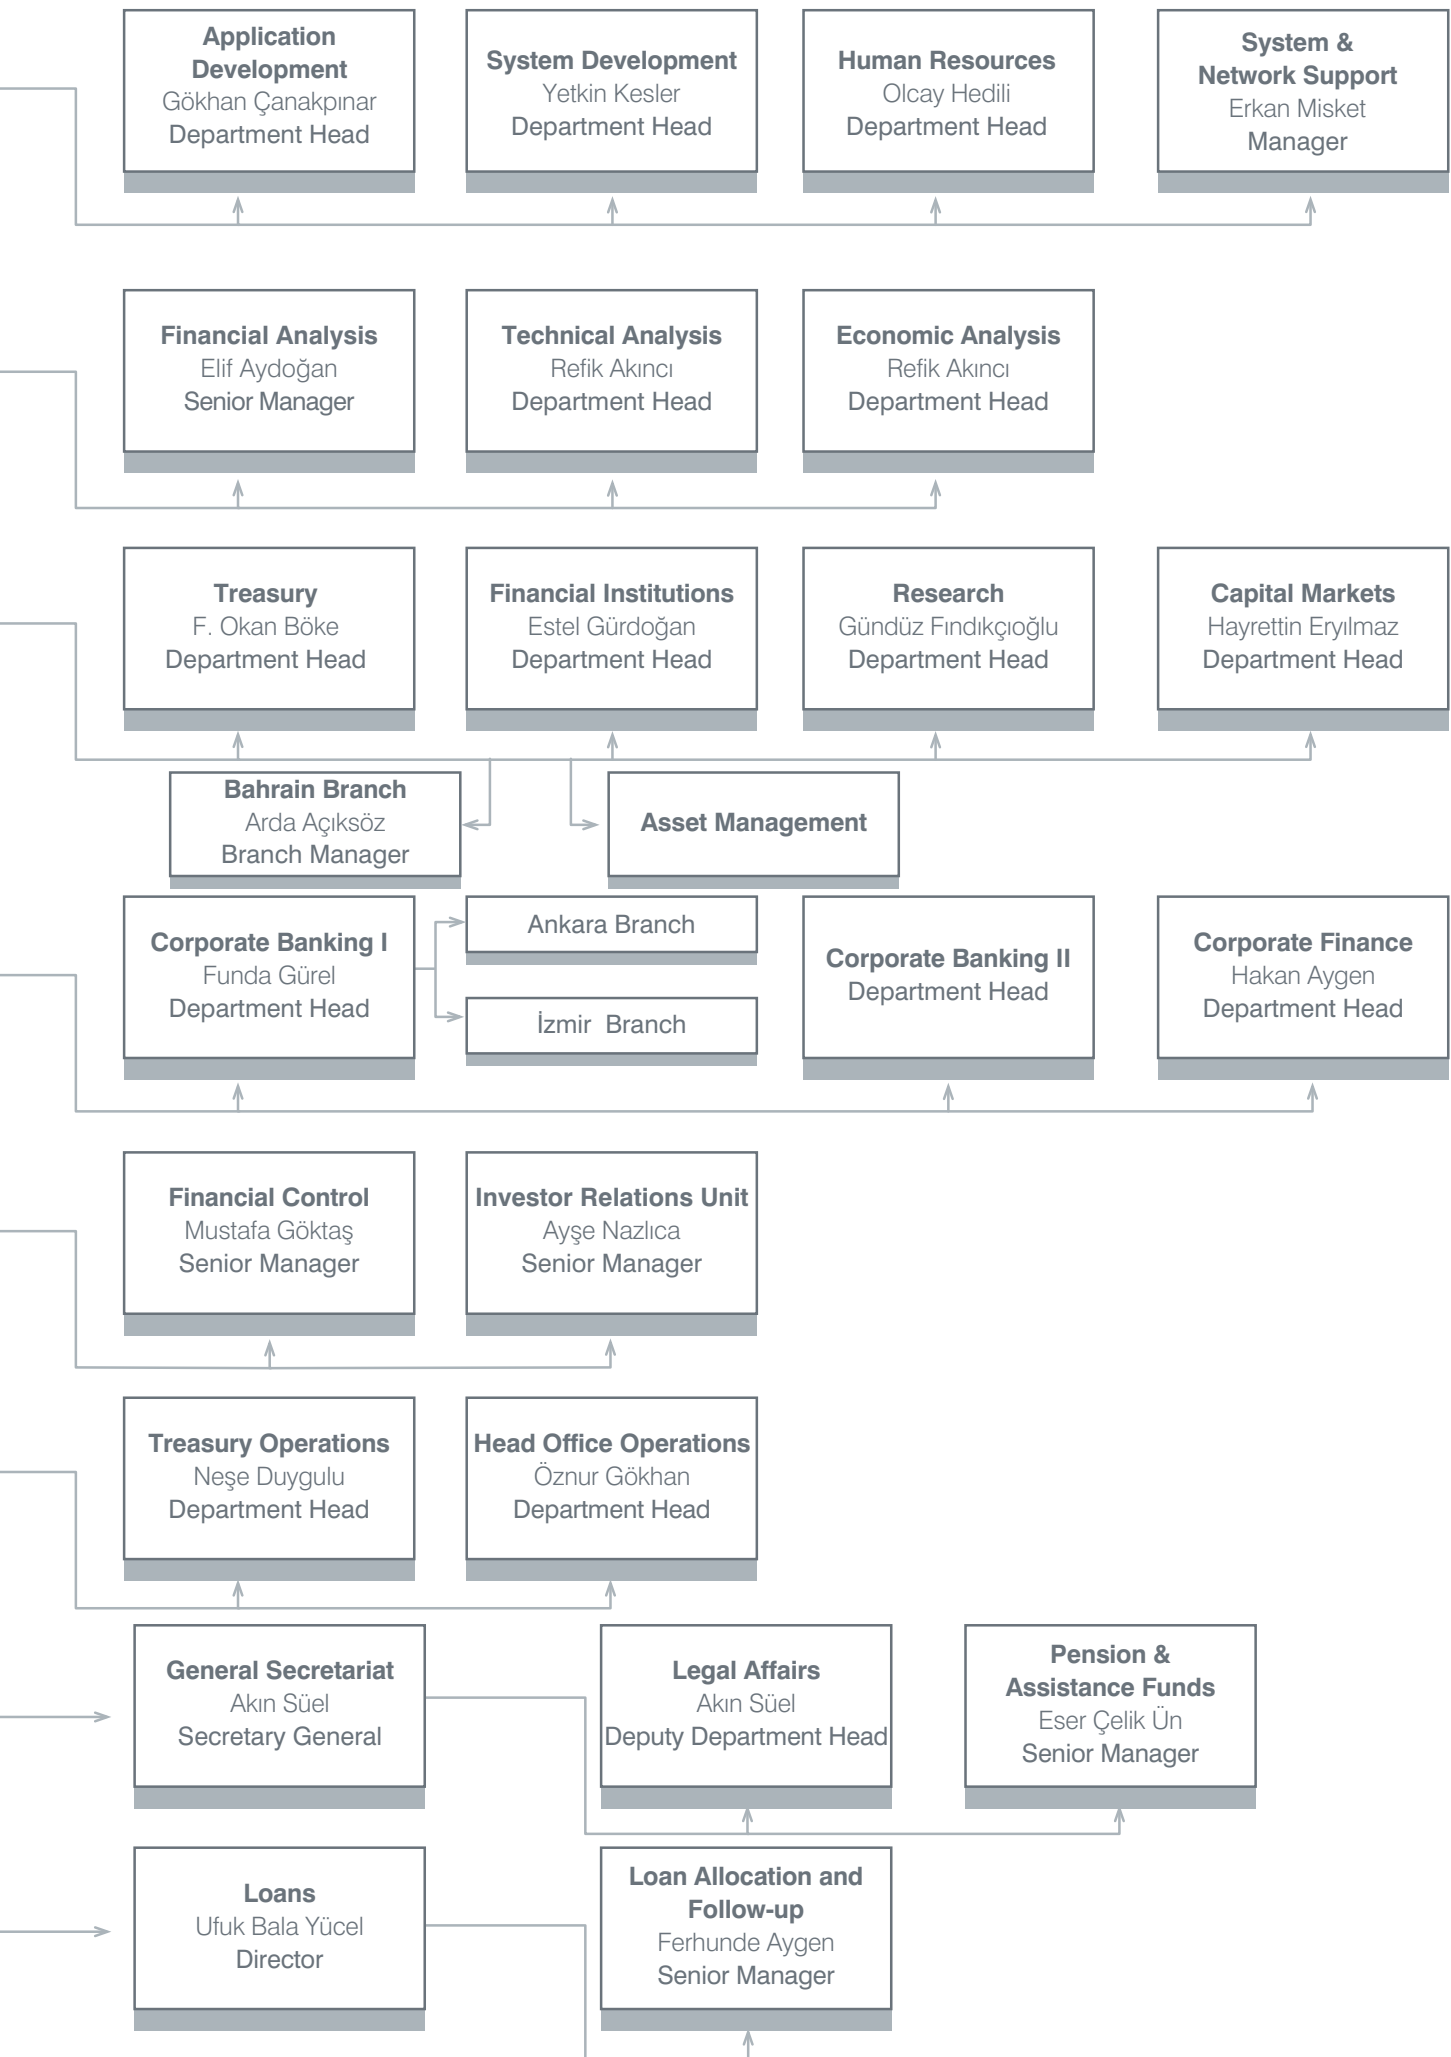 Application
Development
Gökhan Çanakpınar
Department Head
System Development
Yetkin Kesler
Department Head
Human Resources
Olcay Hedili
Department Head
System &
Network Support
Erkan Misket
Manager
Financial Analysis
Elif Aydoğan
Senior Manager
Technical Analysis
Refik Akıncı
Department Head
Economic Analysis
Refik Akıncı
Department Head
Treasury
F. Okan Böke
Department Head
Financial Institutions
Estel Gürdoğan
Department Head
Research
Gündüz Fındıkçıoğlu
Department Head
Capital Markets
Hayrettin Eryılmaz
Department Head
Bahrain Branch
Arda Açıksöz
Branch Manager
Asset Management
Corporate Banking I
Funda Gürel
Department Head
Ankara Branch
İzmir Branch
Corporate Banking II
Department Head
Corporate Finance
Hakan Aygen
Department Head
Financial Control
Mustafa Göktaş
Senior Manager
Investor Relations Unit
Ayşe Nazlıca
Senior Manager
Treasury Operations
Neşe Duygulu
Department Head
Head Office Operations
Öznur Gökhan
Department Head
General Secretariat
Akın Süel
Secretary General
Legal Affairs
Akın Süel
Deputy Department Head
Pension &
Assistance Funds
Eser Çelik Ün
Senior Manager
Loans
Ufuk Bala Yücel
Director
Loan Allocation and
Follow-up
Ferhunde Aygen
Senior Manager